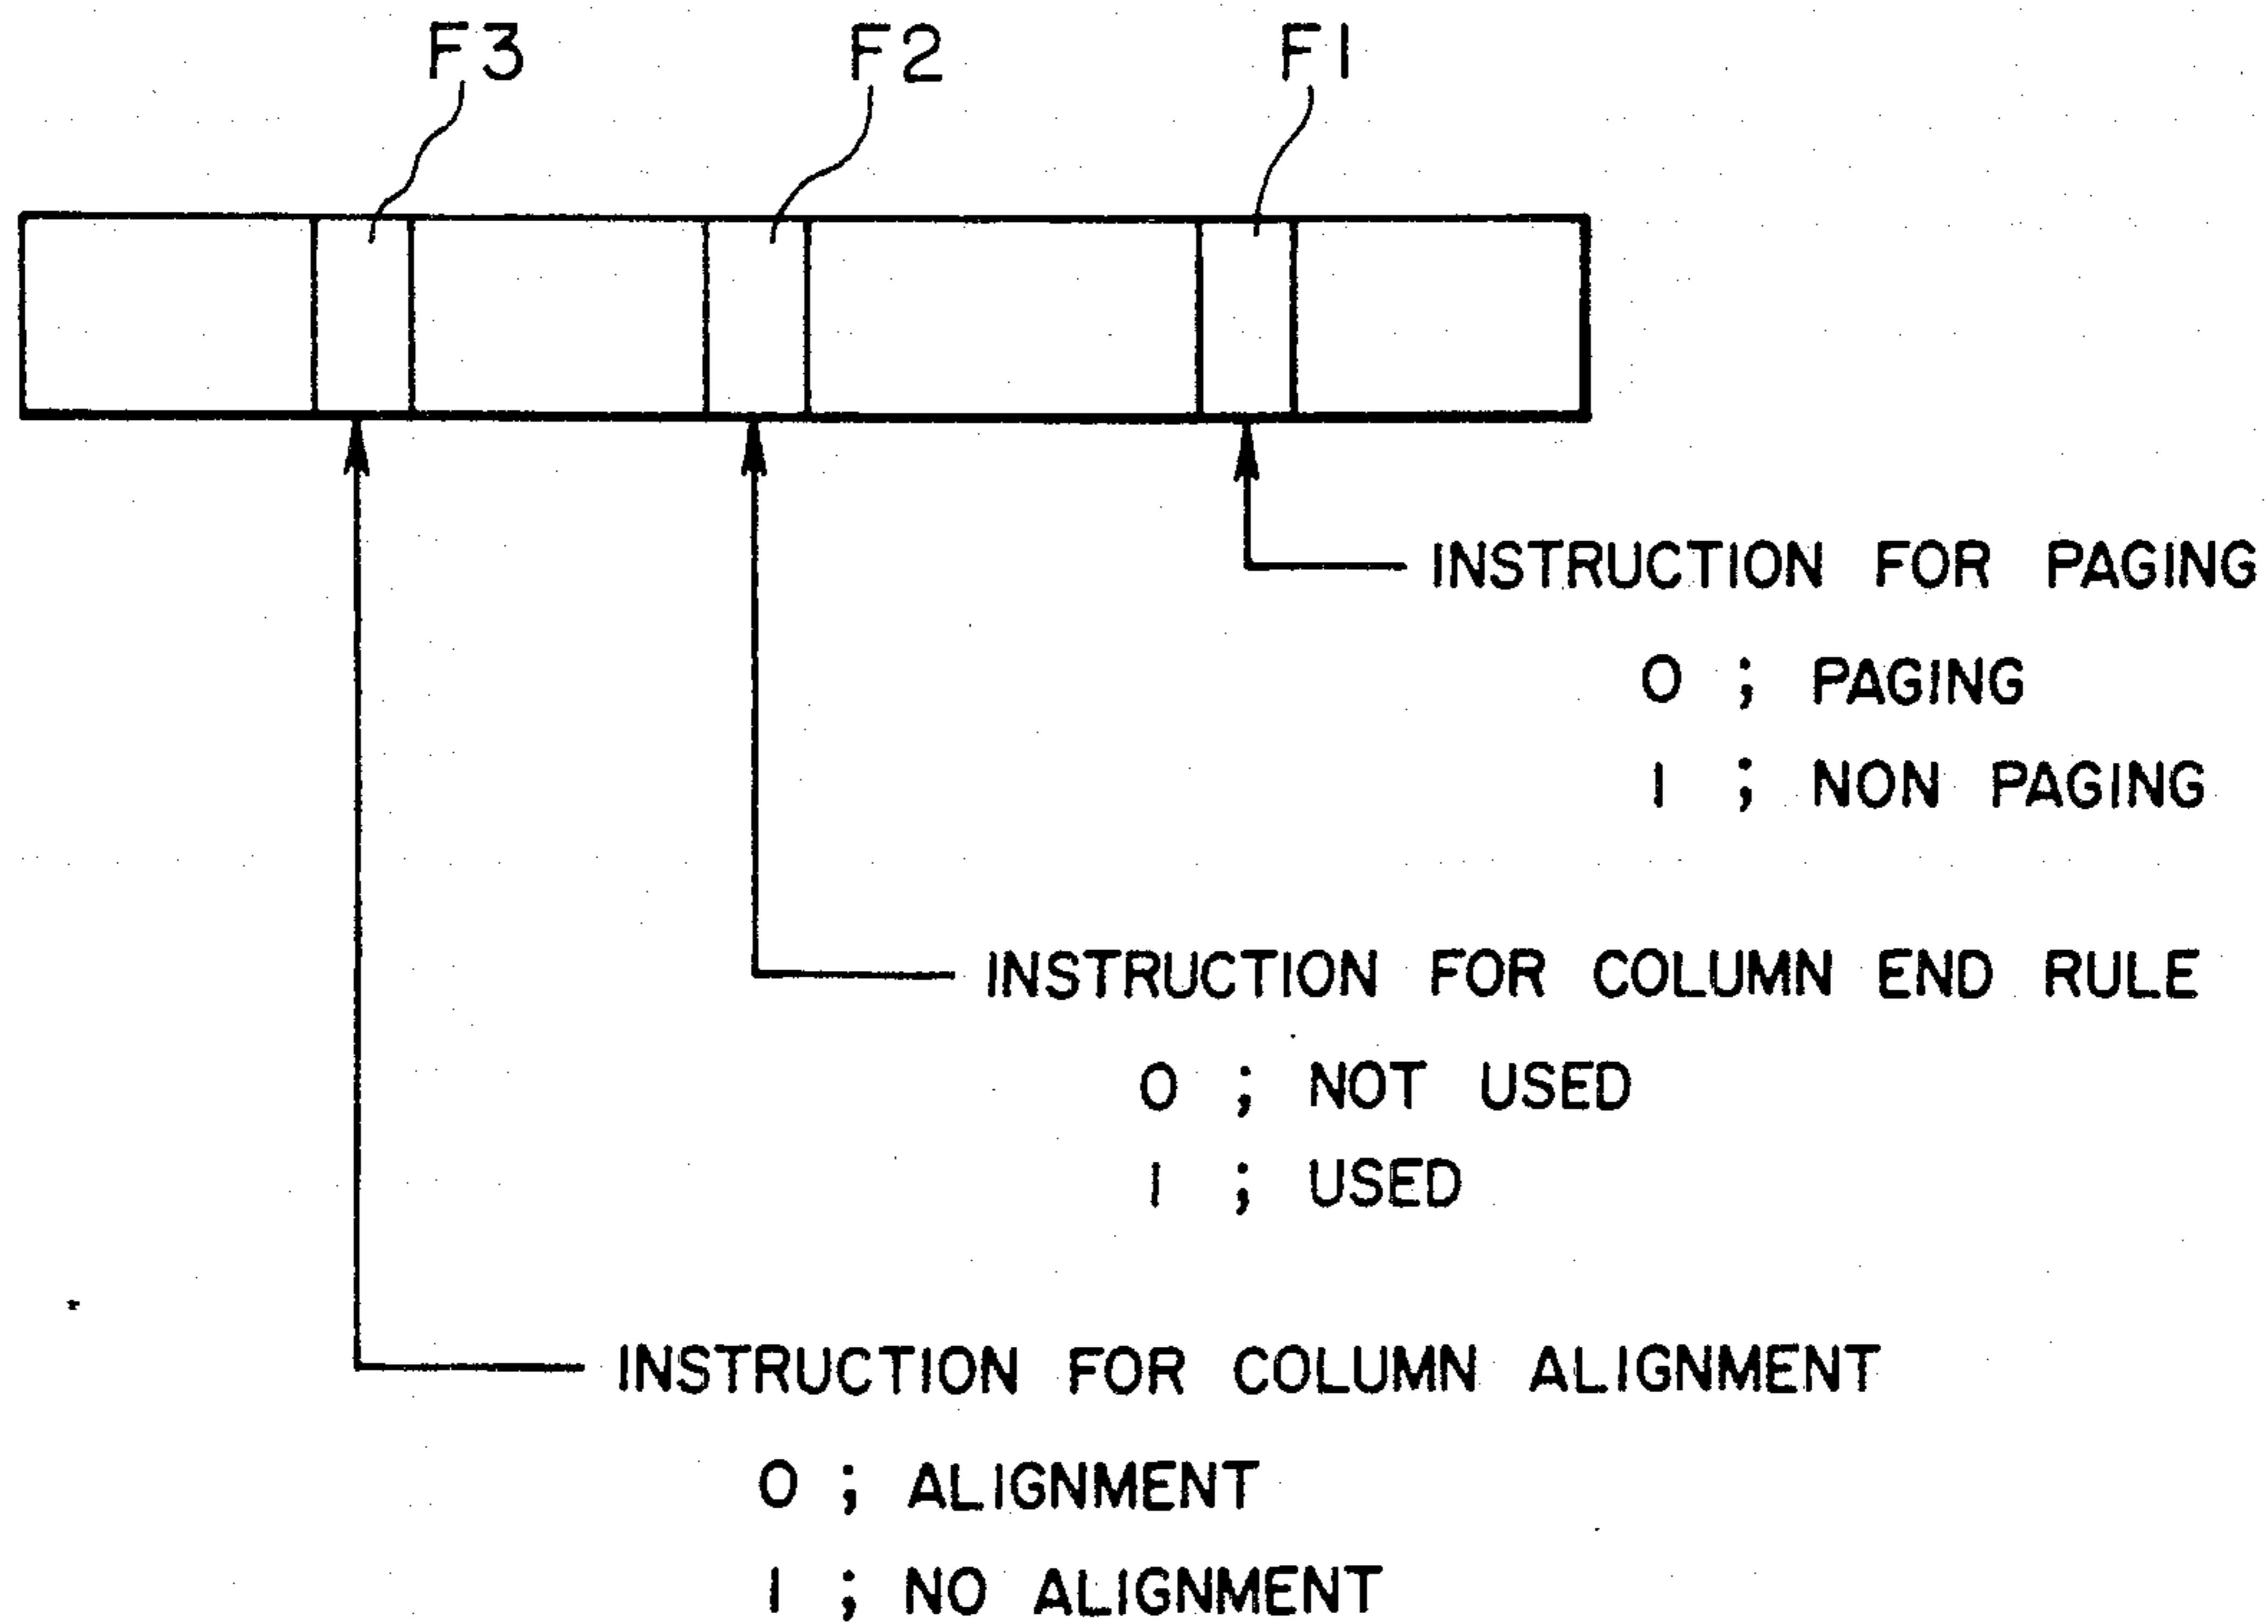 F3 F2 F1
INSTRUCTION FOR PAGING
0 ; PAGING
1 ; NON PAGING
INSTRUCTION FOR COLUMN END RULE
0 ; NOT USED
1 ; USED
INSTRUCTION FOR COLUMN ALIGNMENT
0 ; ALIGNMENT
1 ; NO ALIGNMENT